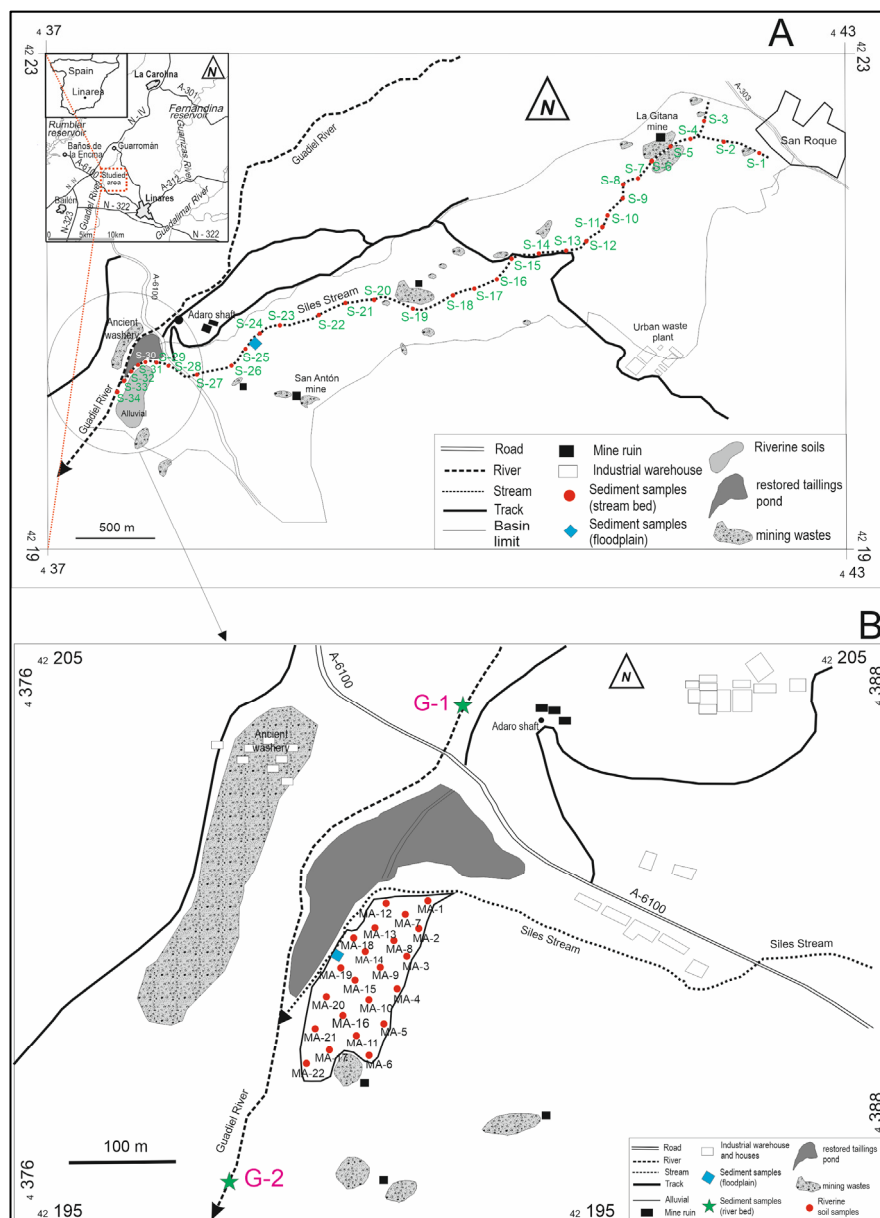 A
4 37
42 23
4 43
42 23
Spain
Linares
La Carolina
N
A-301
Fernandina
reservoir
N-IV
Rumblar
reservoir
Guarrizas River
Baños de
la Encina
Guarromán
A-6100
N-IV
Studied
area
A-312
Guadiel River
Linares
Guadalimar River
Bailén
N-323
N - 322
N - 322
0 5km 10km
Guadiel River
N
A-303
San Roque
La Gitana
mine
S-1
S-2
S-3
S-4
S-5
S-6
S-7
S-8
S-9
S-10
S-11
S-12
S-13
S-14
S-15
S-16
S-17
S-18
S-19
S-20
S-21
S-22
S-23
S-24
S-25
S-26
S-27
S-28
S-29
S-30
S-31
S-32
S-33
S-34
Siles Stream
A-6100
Adaro shaft
Ancient
washery
San Antón
mine
Urban waste
plant
Guadiel River
Alluvial
500 m
Road
River
Stream
Track
Basin
limit
Mine ruin
Industrial warehouse
Sediment samples
(stream bed)
Sediment samples
(floodplain)
Riverine soils
restored taillings
pond
mining wastes
42 19
4 37
4 43
42 19
B
42 205
4 376
42 205
4 388
A-6100
G-1
N
Adaro shaft
Ancient
washery
A-6100
Siles Stream
Siles Stream
MA-1
MA-12
MA-7
MA-2
MA-13
MA-18
MA-8
MA-14
MA-3
MA-19
MA-9
MA-15
MA-4
MA-20
MA-10
MA-16
MA-5
MA-21
MA-11
MA-17
MA-6
MA-22
Guadiel River
100 m
G-2
4 376
42 195
42 195
4 388
Road
River
Stream
Track
Alluvial
Mine ruin
Industrial warehouse
and houses
Sediment samples
(floodplain)
Sediment samples
(river bed)
restored taillings
pond
mining wastes
Riverine
soil samples